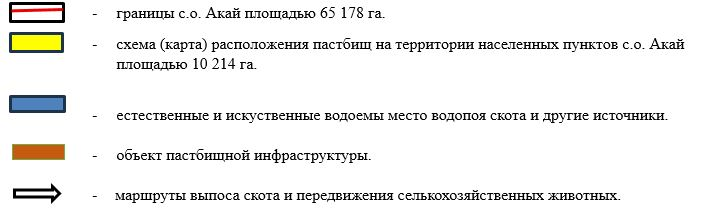 - границы с.о. Акай площадью 65 178 га.
- схема (карта) расположения пастбищ на территории населенных пунктов с.о. Акай
площадью 10 214 га.
- естественные и искуственные водоемы место водопоя скота и другие источники.
- объект пастбищной инфраструктуры.
- маршруты выпоса скота и передвижения селькохозяйственных животных.